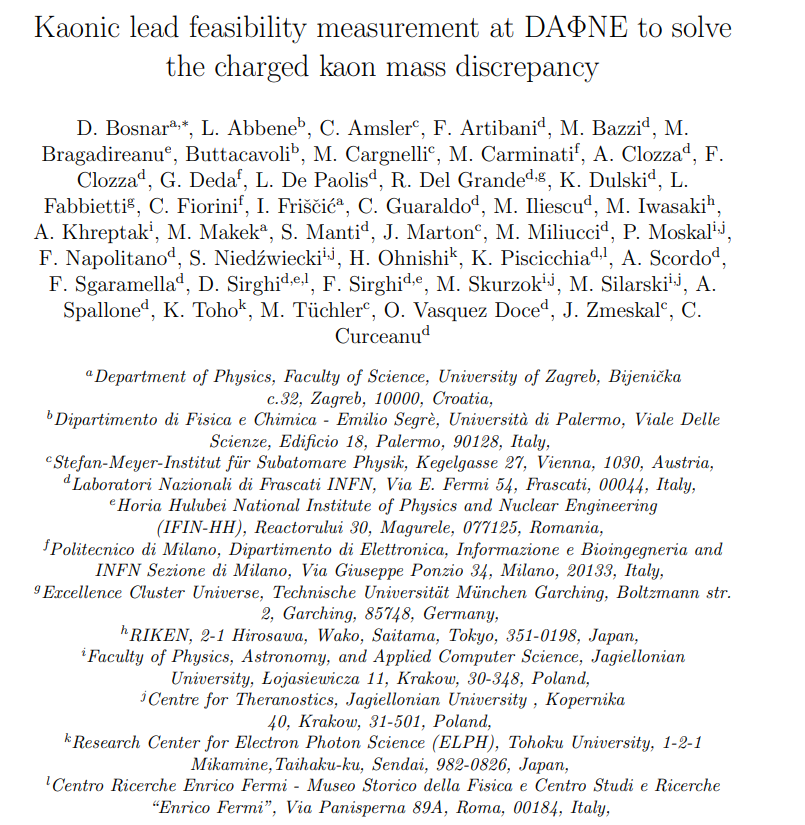 Kaonic lead feasibility measurement at DAΦNE to solve
the charged kaon mass discrepancy
D. Bosnarᵃ,*, L. Abbeneᵇ, C. Amslerᶜ, F. Artibaniᵈ, M. Bazziᵈ, M.
Bragadireanuᵉ, Buttacavoliᵇ, M. Cargnelliᶜ, M. Carminatiᶠ, A. Clozzaᵈ, F.
Clozzaᵈ, G. Dedaᶠ, L. De Paolisᵈ, R. Del Grandeᵈ,ᵍ, K. Dulskiᵈ, L.
Fabbiettiᵍ, C. Fioriniᶠ, I. Friščićᵃ, C. Guaraldoᵈ, M. Iliescuᵈ, M. Iwasakiʰ,
A. Khreptakⁱ, M. Makekᵃ, S. Mantiᵈ, J. Martonᶜ, M. Miliucciᵈ, P. Moskalⁱ,ʲ,
F. Napolitanoᵈ, S. Niedźwieckiⁱ,ʲ, H. Ohnishiᵏ, K. Piscicchiaᵈ,ˡ, A. Scordoᵈ,
F. Sgaramellaᵈ, D. Sirghiᵈ,ᵉ,ˡ, F. Sirghiᵈ,ᵉ, M. Skurzokⁱ,ʲ, M. Silarskiⁱ,ʲ, A.
Spalloneᵈ, K. Tohoᵏ, M. Tüchlerᶜ, O. Vasquez Doceᵈ, J. Zmeskalᶜ, C.
Curceanuᵈ
ᵃDepartment of Physics, Faculty of Science, University of Zagreb, Bijenička
c.32, Zagreb, 10000, Croatia,
ᵇDipartimento di Fisica e Chimica - Emilio Segrè, Università di Palermo, Viale Delle
Scienze, Edificio 18, Palermo, 90128, Italy,
ᶜStefan-Meyer-Institut für Subatomare Physik, Kegelgasse 27, Vienna, 1030, Austria,
ᵈLaboratori Nazionali di Frascati INFN, Via E. Fermi 54, Frascati, 00044, Italy,
ᵉHoria Hulubei National Institute of Physics and Nuclear Engineering
(IFIN-HH), Reactorului 30, Magurele, 077125, Romania,
ᶠPolitecnico di Milano, Dipartimento di Elettronica, Informazione e Bioingegneria and
INFN Sezione di Milano, Via Giuseppe Ponzio 34, Milano, 20133, Italy,
ᵍExcellence Cluster Universe, Technische Universität München Garching, Boltzmann str.
2, Garching, 85748, Germany,
ʰRIKEN, 2-1 Hirosawa, Wako, Saitama, Tokyo, 351-0198, Japan,
ⁱFaculty of Physics, Astronomy, and Applied Computer Science, Jagiellonian
University, Lojasiewicza 11, Krakow, 30-348, Poland,
ʲCentre for Theranostics, Jagiellonian University , Kopernika
40, Krakow, 31-501, Poland,
ᵏResearch Center for Electron Photon Science (ELPH), Tohoku University, 1-2-1
Mikamine,Taihaku-ku, Sendai, 982-0826, Japan,
ˡCentro Ricerche Enrico Fermi - Museo Storico della Fisica e Centro Studi e Ricerche
“Enrico Fermi”, Via Panisperna 89A, Roma, 00184, Italy,